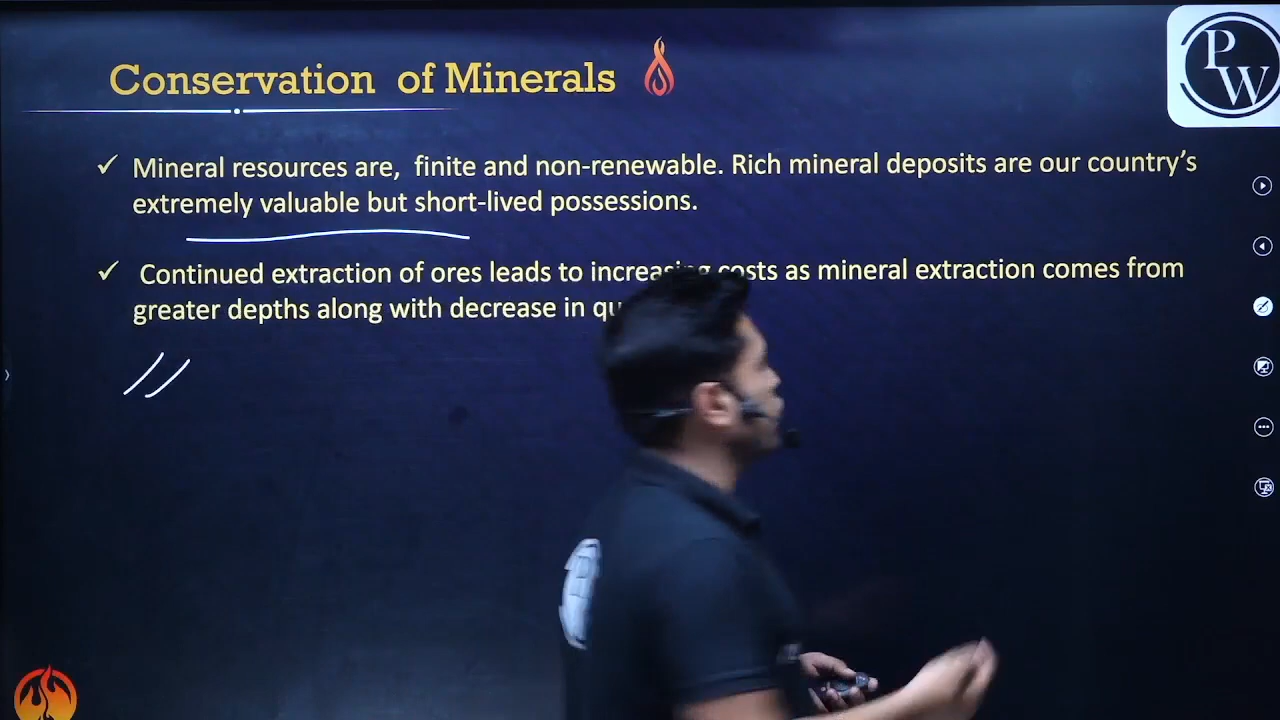 Conservation of Minerals
PW
✓ Mineral resources are, finite and non-renewable. Rich mineral deposits are our country's
extremely valuable but short-lived possessions.
✓ Continued extraction of ores leads to increasing costs as mineral extraction comes from
greater depths along with decrease in